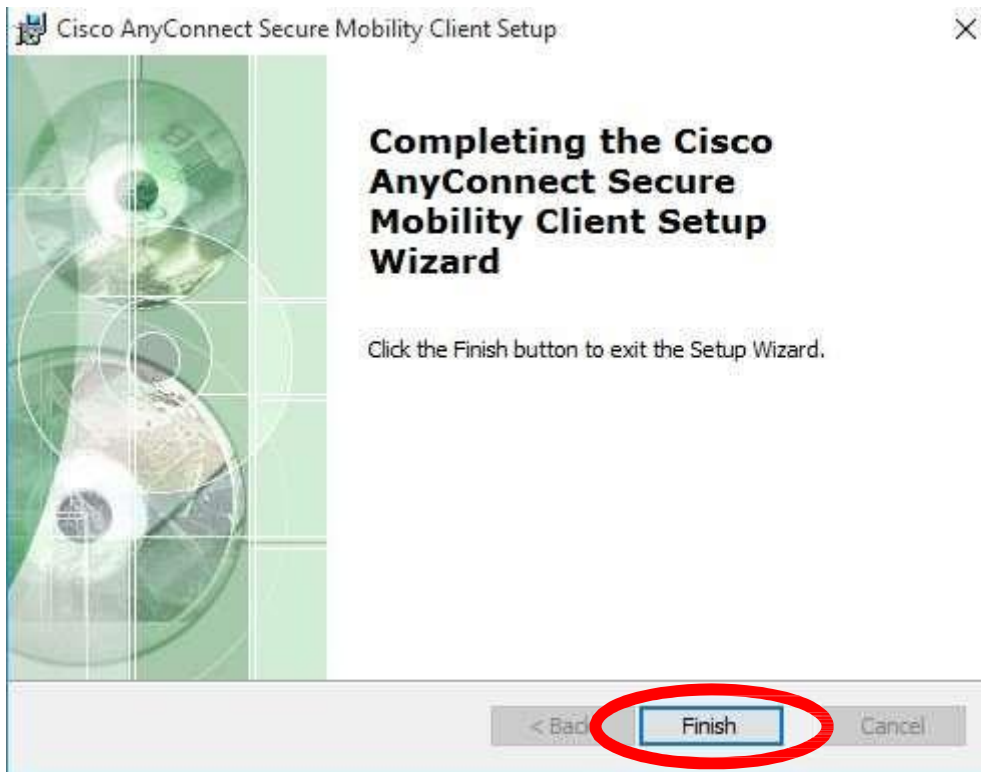 Cisco AnyConnect Secure Mobility Client Setup
Completing the Cisco
AnyConnect Secure
Mobility Client Setup
Wizard
Click the Finish button to exit the Setup Wizard.
< Back
Finish
Cancel